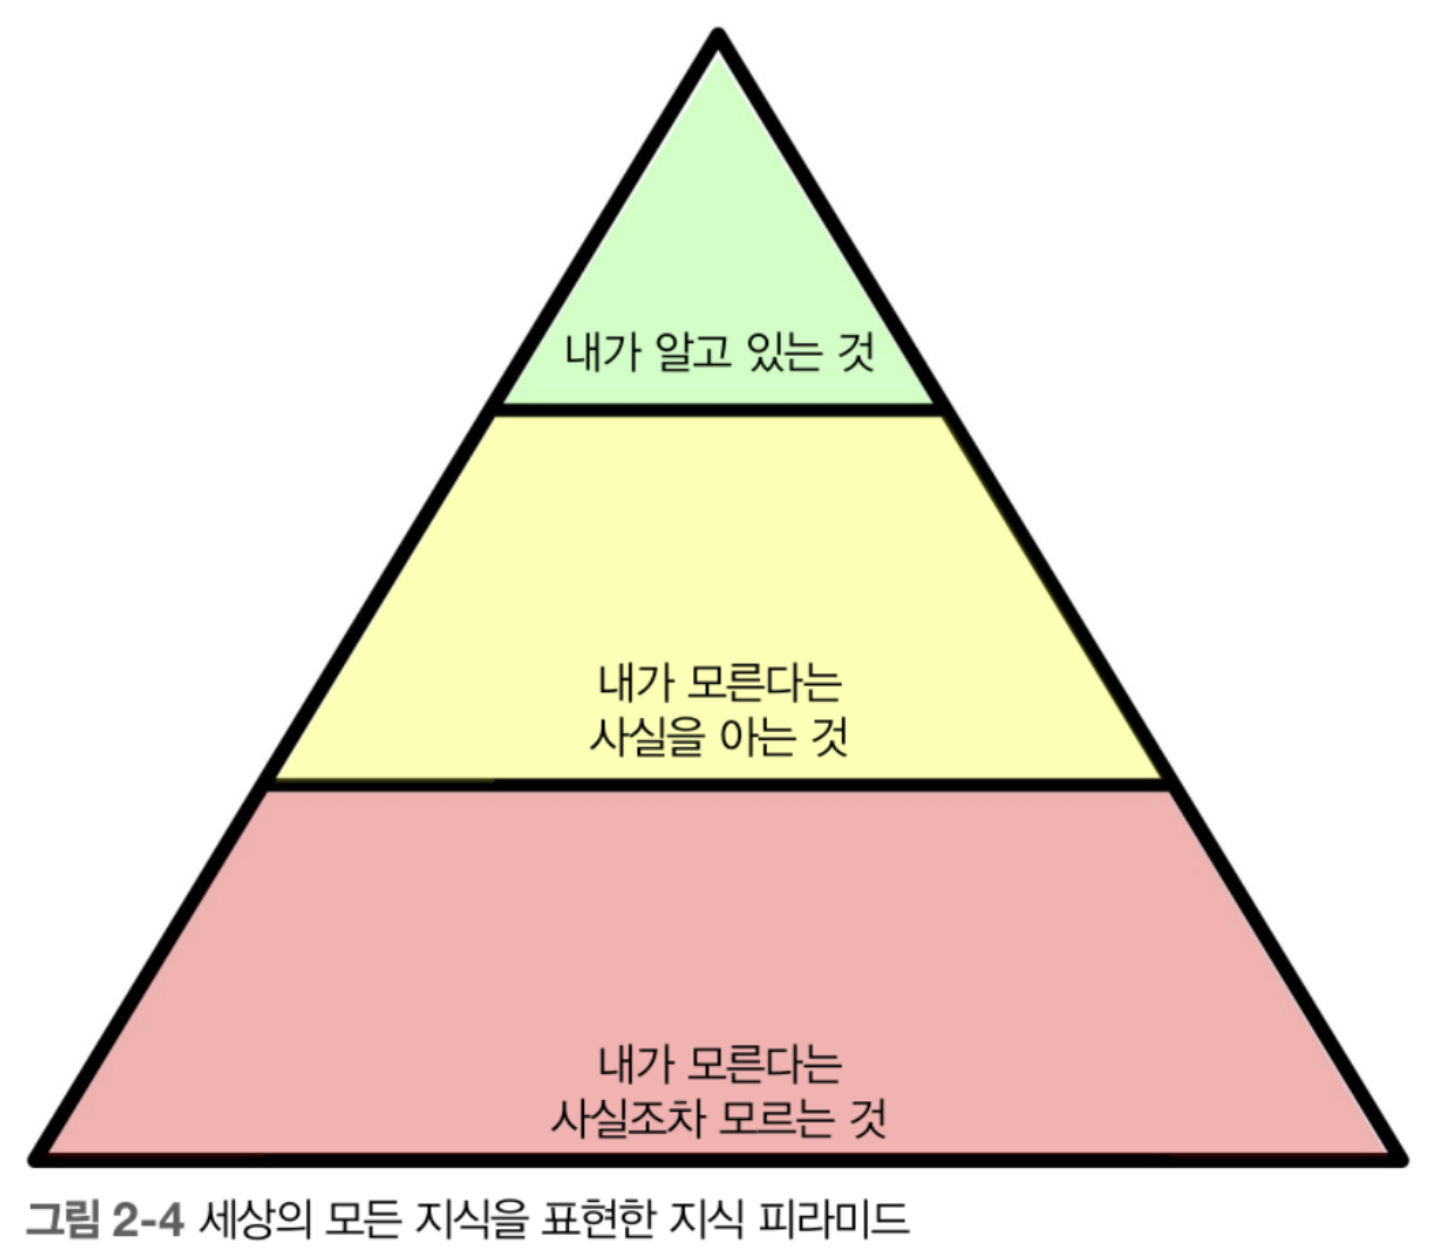 내가 알고 있는 것
내가 모른다는
사실을 아는 것
내가 모른다는
사실조차 모르는 것
그림 2-4 세상의 모든 지식을 표현한 지식 피라미드